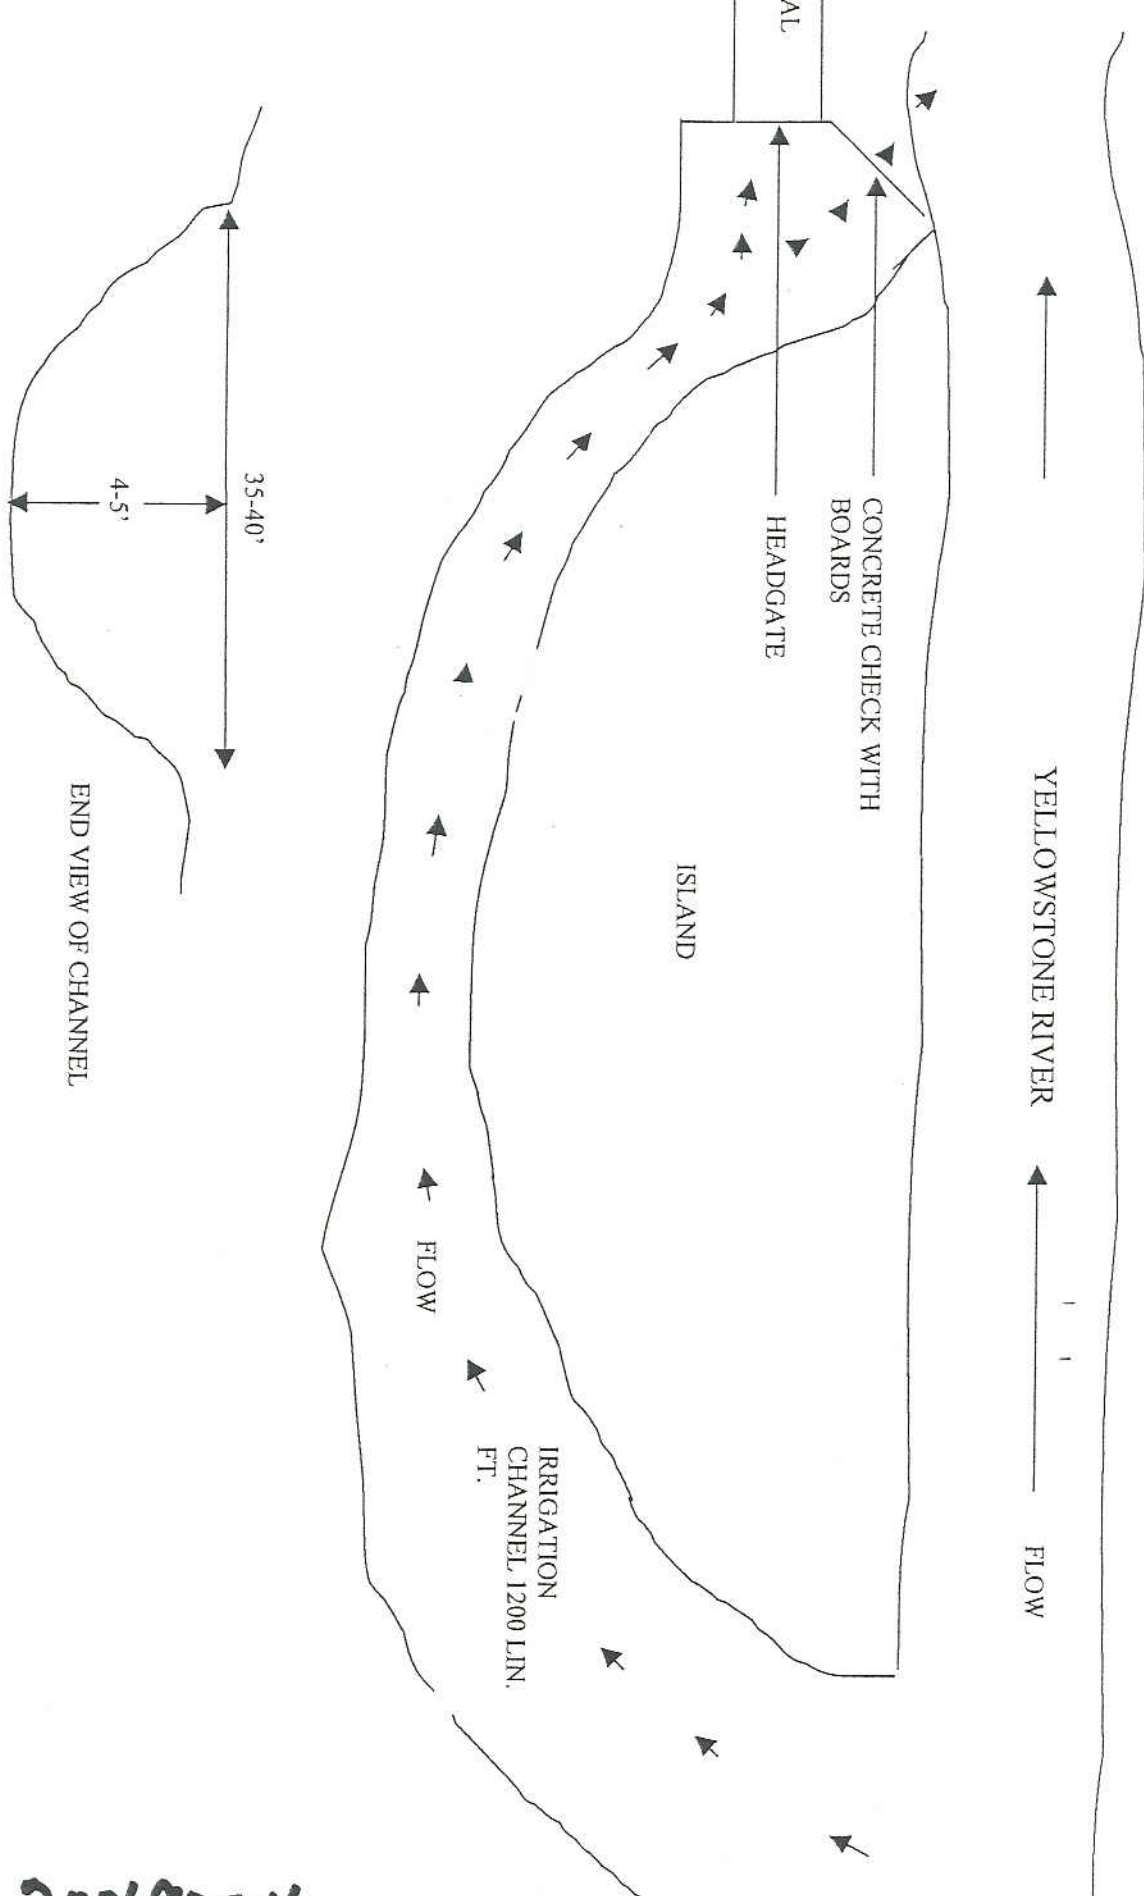 YELLOWSTONE RIVER
FLOW
CONCRETE CHECK WITH
BOARDS
HEADGATE
ISLAND
FLOW
IRRIGATION
CHANNEL 1200 LIN.
FT.
35-40'
4-5'
END VIEW OF CHANNEL